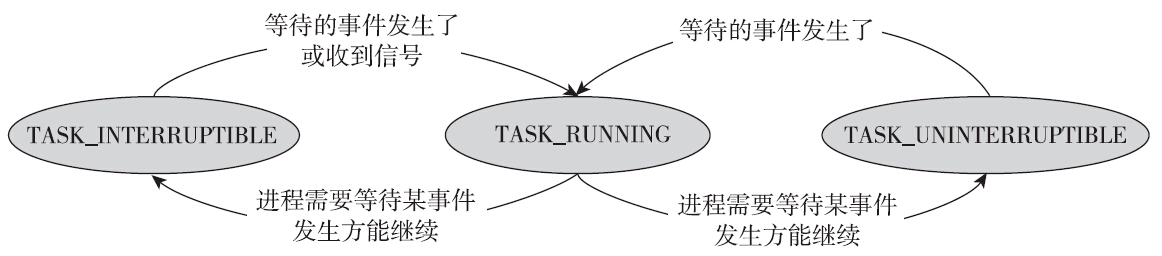 等待的事件发生了
或收到信号
等待的事件发生了
TASK_INTERRUPTIBLE
TASK_RUNNING
TASK_UNINTERRUPTIBLE
进程需要等待某事件
发生方能继续
进程需要等待某事件
发生方能继续